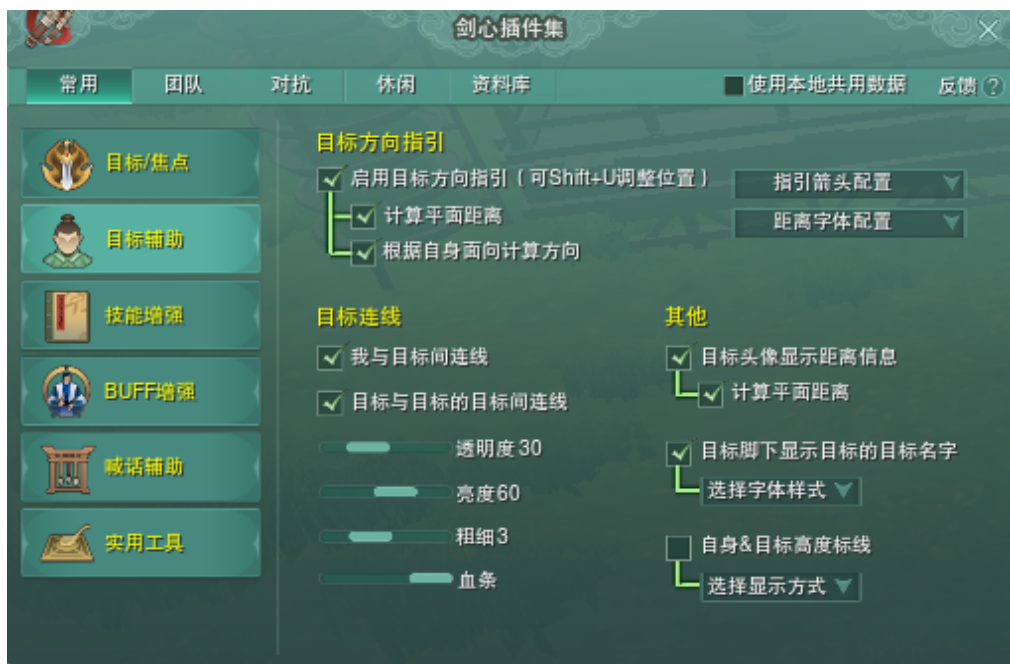 剑心插件集
常用 团队 对抗 休闲 资料库 使用本地共用数据 反馈 ?
目标/焦点
目标辅助
技能增强
BUFF增强
喊话辅助
实用工具
目标方向指引
启用目标方向指引（可Shift+U调整位置） 指引箭头配置
计算平面距离 距离字体配置
根据自身面向计算方向
目标连线
我与目标间连线
目标与目标的目标间连线
透明度30
亮度60
粗细3
血条
其他
目标头像显示距离信息
计算平面距离
目标脚下显示目标的目标名字
选择字体样式
自身&目标高度标线
选择显示方式